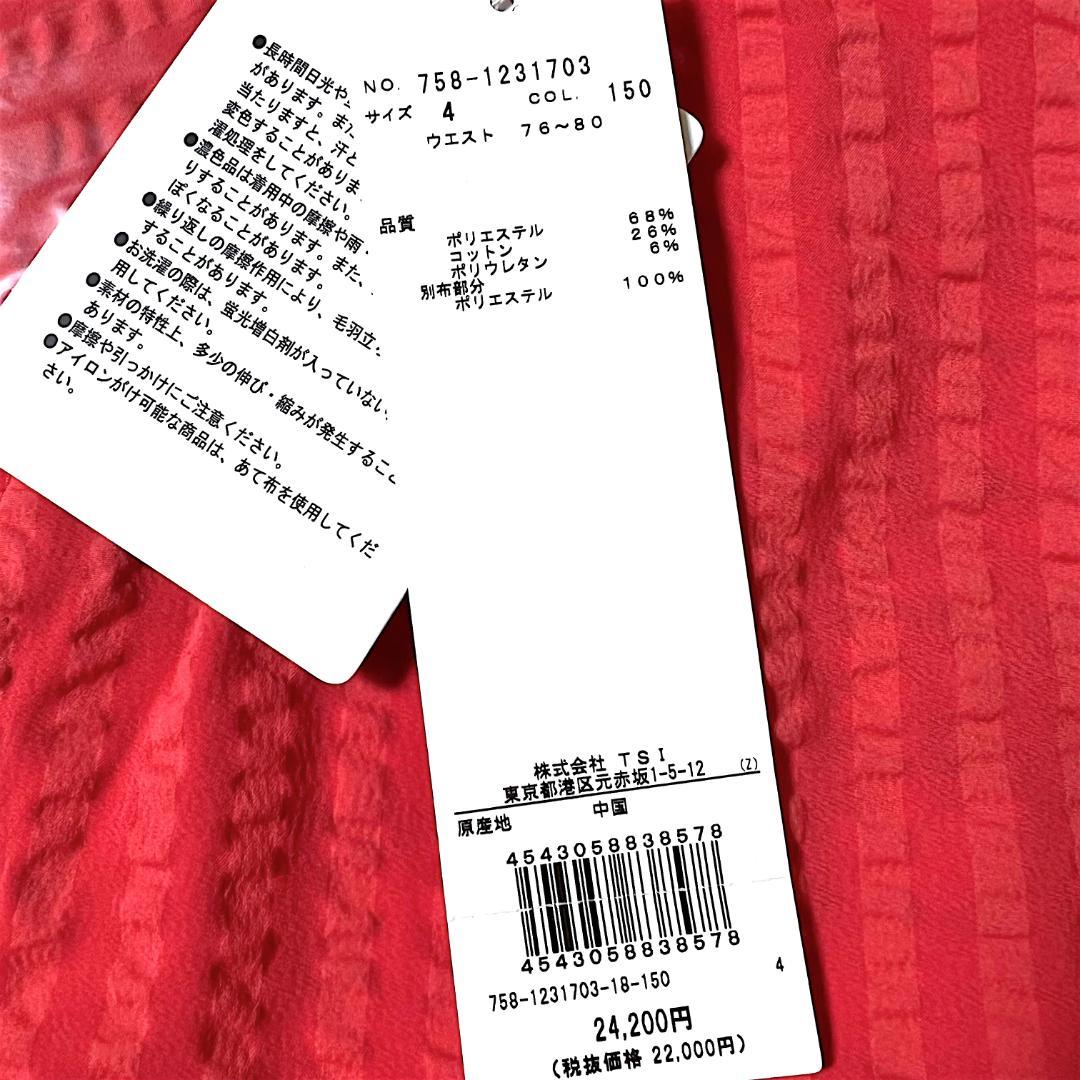 ●長時間日光や
があります。また
当たりますと、汗と
変色することがありま
濯処理をしてください。
●濃色品は着用中の摩擦や雨
りすることがあります。また、
ぽくなることがあります。
●繰り返しの摩擦作用により、毛羽立
することがあります。
●お洗濯の際は、蛍光増白剤が入っていない
用してください。
●素材の特性上、多少の伸び・縮みが発生するこ
あります。
●摩擦や引っかけにご注意ください。
●アイロンがけ可能な商品は、あて布を使用してくだ
さい。
NO. 758-1231703
サイズ 4 COL. 150
ウエスト 76～80
品質
ポリエステル 68%
コットン 26%
ポリウレタン 6%
別布部分
ポリエステル 100%
株式会社 TSI
東京都港区元赤坂1-5-12 (Z)
原産地 中国
4543058838578
4543058838578
758-1231703-18-150 4
24,200円
(税抜価格 22,000円)